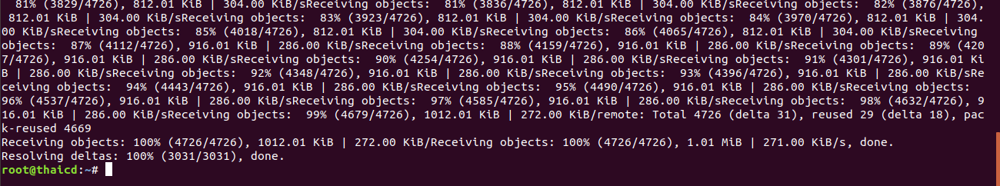 81% (3829/4726), 812.01 KiB | 304.00 KiB/sReceiving objects:  81% (3836/4726), 812.01 KiB | 304.00 KiB/sReceiving objects:  82% (3876/4726),
812.01 KiB | 304.00 KiB/sReceiving objects:  83% (3923/4726), 812.01 KiB | 304.00 KiB/sReceiving objects:  84% (3970/4726), 812.01 KiB | 304.
00 KiB/sReceiving objects:  85% (4018/4726), 812.01 KiB | 304.00 KiB/sReceiving objects:  86% (4065/4726), 812.01 KiB | 304.00 KiB/sReceiving
objects:  87% (4112/4726), 916.01 KiB | 286.00 KiB/sReceiving objects:  88% (4159/4726), 916.01 KiB | 286.00 KiB/sReceiving objects:  89% (420
7/4726), 916.01 KiB | 286.00 KiB/sReceiving objects:  90% (4254/4726), 916.01 KiB | 286.00 KiB/sReceiving objects:  91% (4301/4726), 916.01 Ki
B | 286.00 KiB/sReceiving objects:  92% (4348/4726), 916.01 KiB | 286.00 KiB/sReceiving objects:  93% (4396/4726), 916.01 KiB | 286.00 KiB/sRe
ceiving objects:  94% (4443/4726), 916.01 KiB | 286.00 KiB/sReceiving objects:  95% (4490/4726), 916.01 KiB | 286.00 KiB/sReceiving objects:
96% (4537/4726), 916.01 KiB | 286.00 KiB/sReceiving objects:  97% (4585/4726), 916.01 KiB | 286.00 KiB/sReceiving objects:  98% (4632/4726), 9
16.01 KiB | 286.00 KiB/sReceiving objects:  99% (4679/4726), 1012.01 KiB | 272.00 KiB/remote: Total 4726 (delta 31), reused 29 (delta 18), pac
k-reused 4669
Receiving objects: 100% (4726/4726), 1012.01 KiB | 272.00 KiB/Receiving objects: 100% (4726/4726), 1.01 MiB | 271.00 KiB/s, done.
Resolving deltas: 100% (3031/3031), done.
root@thaicd:~#